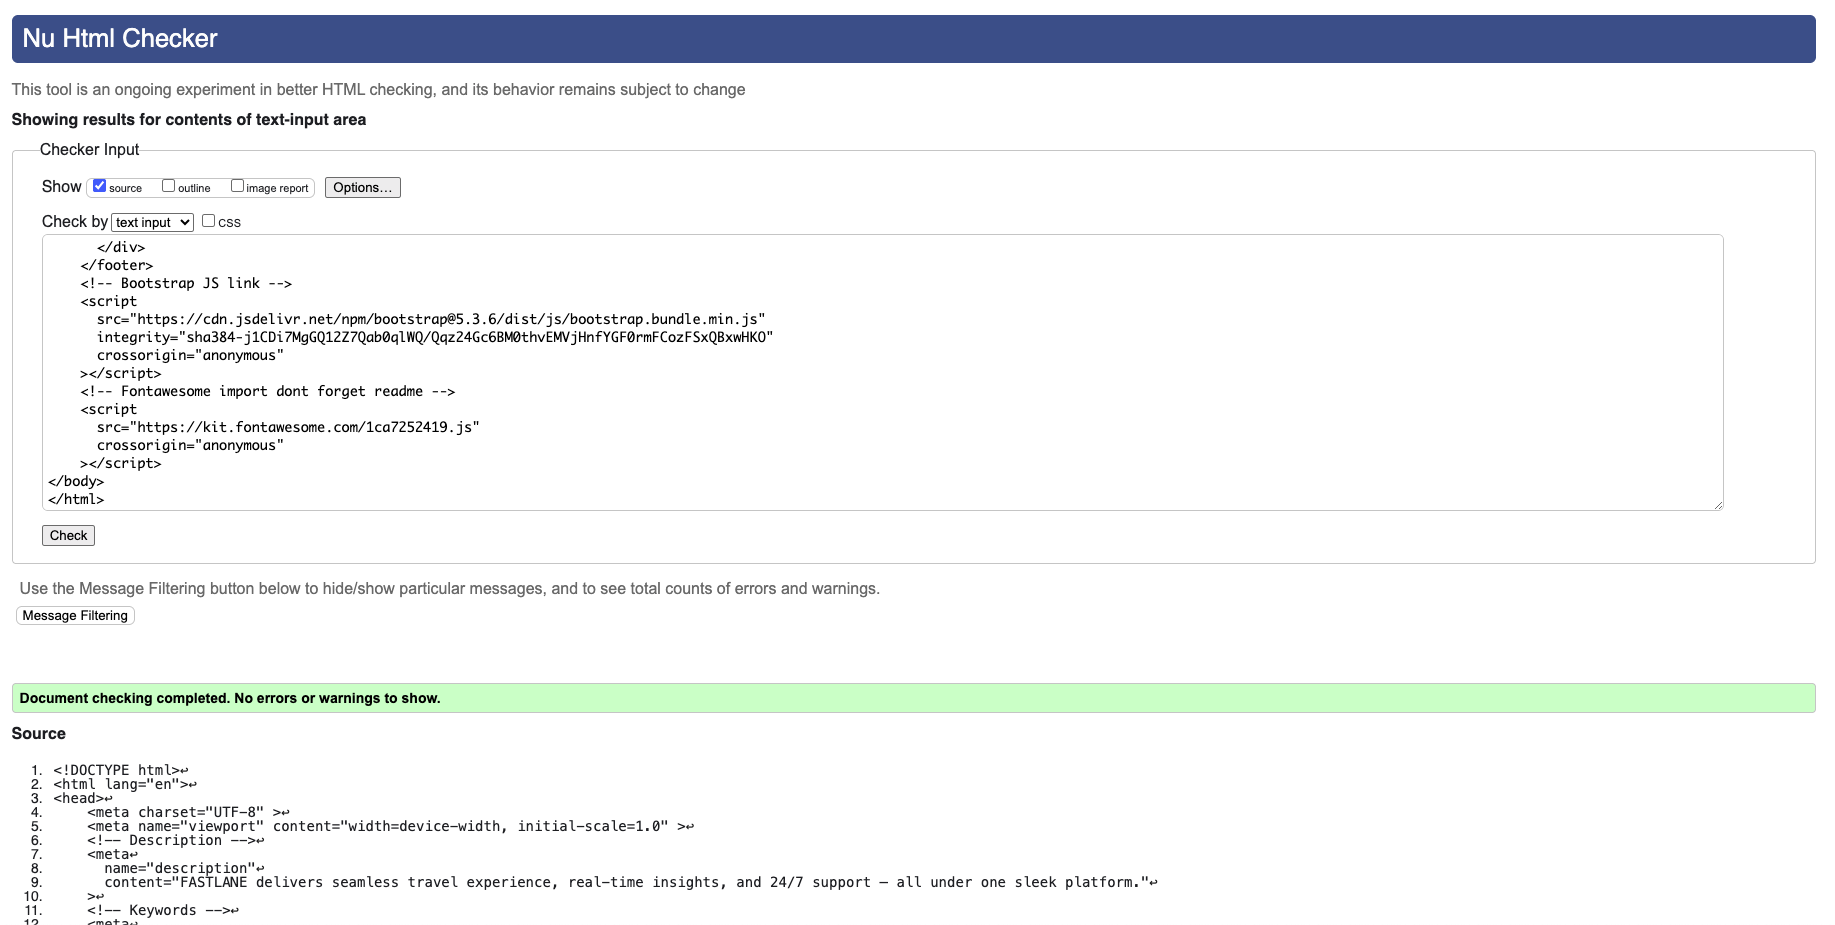 Nu Html Checker
This tool is an ongoing experiment in better HTML checking, and its behavior remains subject to change
Showing results for contents of text-input area
Checker Input
Show source outline image report Options…
Check by text input css
</div>
</footer>
<!-- Bootstrap JS link -->
<script
src="https://cdn.jsdelivr.net/npm/bootstrap@5.3.6/dist/js/bootstrap.bundle.min.js"
integrity="sha384-j1CDi7MgGQ12Z7Qab0qlWQ/Qqz24Gc6BM0thvEMVjHnfYGF0rmFCozFSxQBxwHKO"
crossorigin="anonymous"
></script>
<!-- Fontawesome import dont forget readme -->
<script
src="https://kit.fontawesome.com/1ca7252419.js"
crossorigin="anonymous"
></script>
</body>
</html>
Check
Use the Message Filtering button below to hide/show particular messages, and to see total counts of errors and warnings.
Message Filtering
Document checking completed. No errors or warnings to show.
Source
1. <!DOCTYPE html>↩
2. <html lang="en">↩
3. <head>↩
4. <meta charset="UTF-8" >↩
5. <meta name="viewport" content="width=device-width, initial-scale=1.0" >↩
6. <!-- Description -->↩
7. <meta↩
8. name="description"↩
9. content="FASTLANE delivers seamless travel experience, real-time insights, and 24/7 support — all under one sleek platform."↩
10. >↩
11. <!-- Keywords -->↩
12. <meta↩